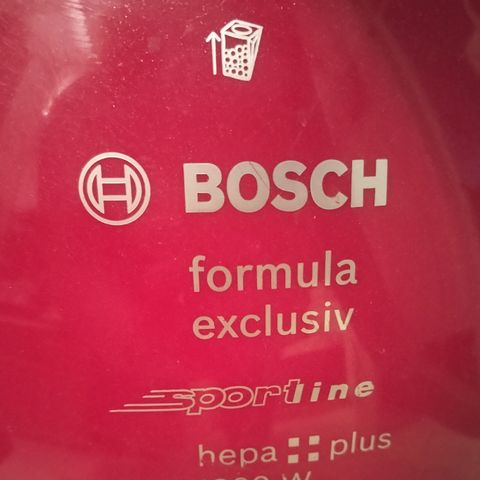 BOSCH
formula
exclusiv
sportline
hepa plus